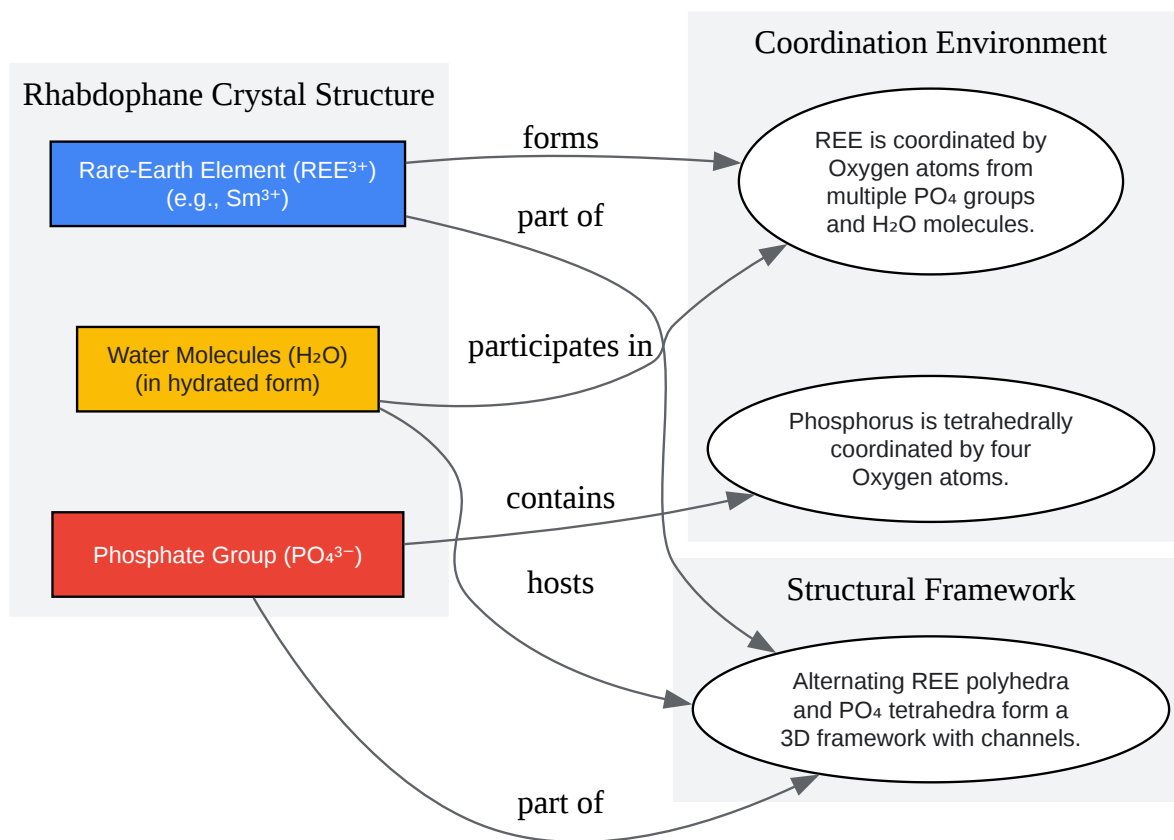 Rhabdophane Crystal Structure
Rare-Earth Element (REE³⁺)
(e.g., Sm³⁺)
Water Molecules (H₂O)
(in hydrated form)
Phosphate Group (PO₄³⁻)
forms
part of
participates in
contains
hosts
part of
Coordination Environment
REE is coordinated by
Oxygen atoms from
multiple PO₄ groups
and H₂O molecules.
Phosphorus is tetrahedrally
coordinated by four
Oxygen atoms.
Structural Framework
Alternating REE polyhedra
and PO₄ tetrahedra form a
3D framework with channels.